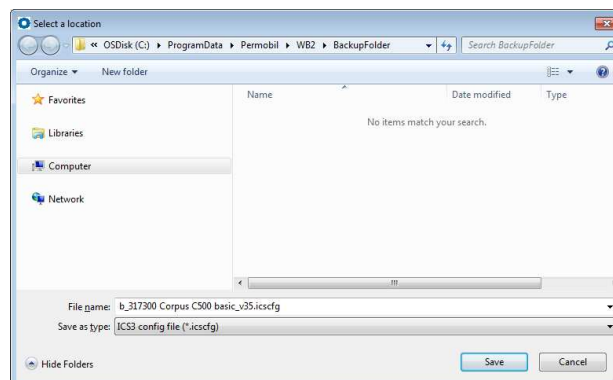 Select a location
« OSDisk (C:) ▸ ProgramData ▸ Permobil ▸ WB2 ▸ BackupFolder
Search BackupFolder
Organize ▾ New folder
Favorites
Libraries
Computer
Network
Name Date modified Type
No items match your search.
File name: b_317300 Corpus C500 basic_v35.icscfg
Save as type: ICS3 config file (*.icscfg)
Hide Folders Save Cancel